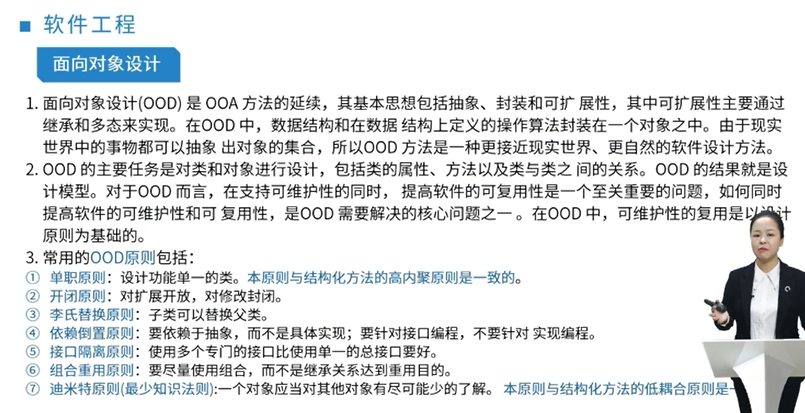 软件工程
面向对象设计
1. 面向对象设计(OOD) 是 OOA 方法的延续，其基本思想包括抽象、封装和可扩 展性，其中可扩展性主要通过
继承和多态来实现。在OOD 中，数据结构和在数据 结构上定义的操作算法封装在一个对象之中。由于现实
世界中的事物都可以抽象 出对象的集合，所以OOD 方法是一种更接近现实世界、更自然的软件设计方法。
2. OOD 的主要任务是对类和对象进行设计，包括类的属性、方法以及类与类之 间的关系。OOD 的结果就是设
计模型。对于OOD 而言，在支持可维护性的同时， 提高软件的可复用性是一个至关重要的问题，如何同时
提高软件的可维护性和可 复用性，是OOD 需要解决的核心问题之一 。在OOD 中，可维护性的复用是以设计
原则为基础的。
3. 常用的OOD原则包括：
① 单职原则：设计功能单一的类。本原则与结构化方法的高内聚原则是一致的。
② 开闭原则：对扩展开放，对修改封闭。
③ 李氏替换原则：子类可以替换父类。
④ 依赖倒置原则：要依赖于抽象，而不是具体实现；要针对接口编程，不要针对 实现编程。
⑤ 接口隔离原则：使用多个专门的接口比使用单一的总接口要好。
⑥ 组合重用原则：要尽量使用组合，而不是继承关系达到重用目的。
⑦ 迪米特原则(最少知识法则):一个对象应当对其他对象有尽可能少的了解。 本原则与结构化方法的低耦合原则是一